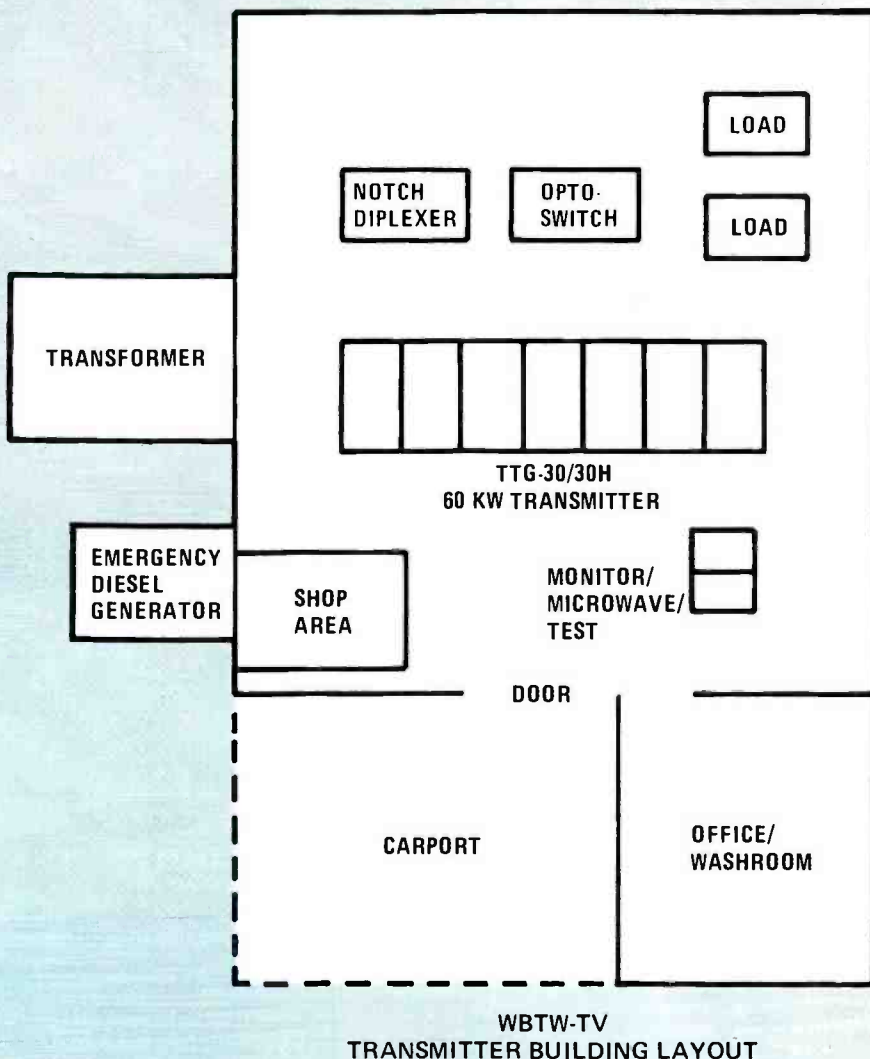 LOAD
NOTCH
DIPLEXER
OPTO-
SWITCH
LOAD
TRANSFORMER
TTG-30/30H
60 KW TRANSMITTER
EMERGENCY
DIESEL
GENERATOR
SHOP
AREA
MONITOR/
MICROWAVE/
TEST
DOOR
CARPORT
OFFICE/
WASHROOM
WBTW-TV
TRANSMITTER BUILDING LAYOUT